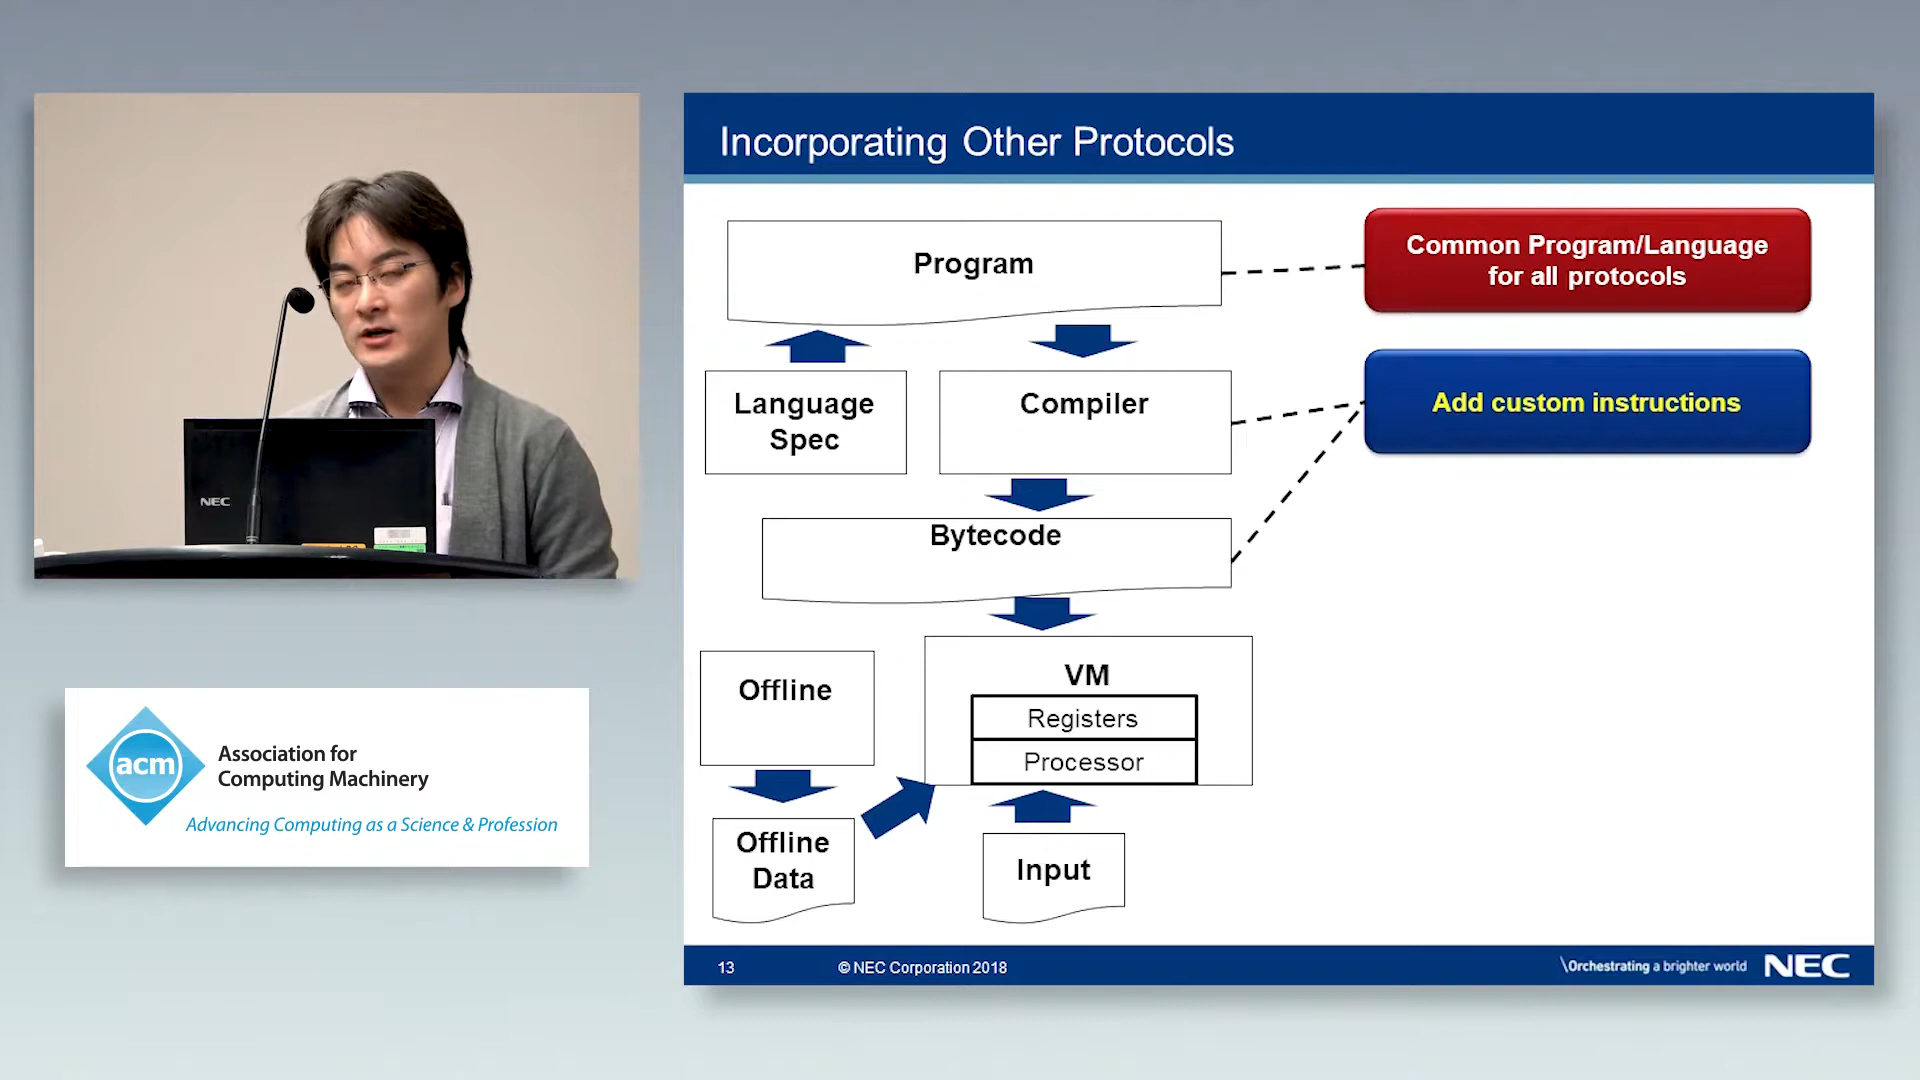 Incorporating Other Protocols
Program
Common Program/Language
for all protocols
Language
Spec
Compiler
Add custom instructions
Bytecode
Offline
VM
Registers
Processor
Offline
Data
Input
13
© NEC Corporation 2018
\Orchestrating a brighter world
NEC
NEC
acm
Association for
Computing Machinery
Advancing Computing as a Science & Profession